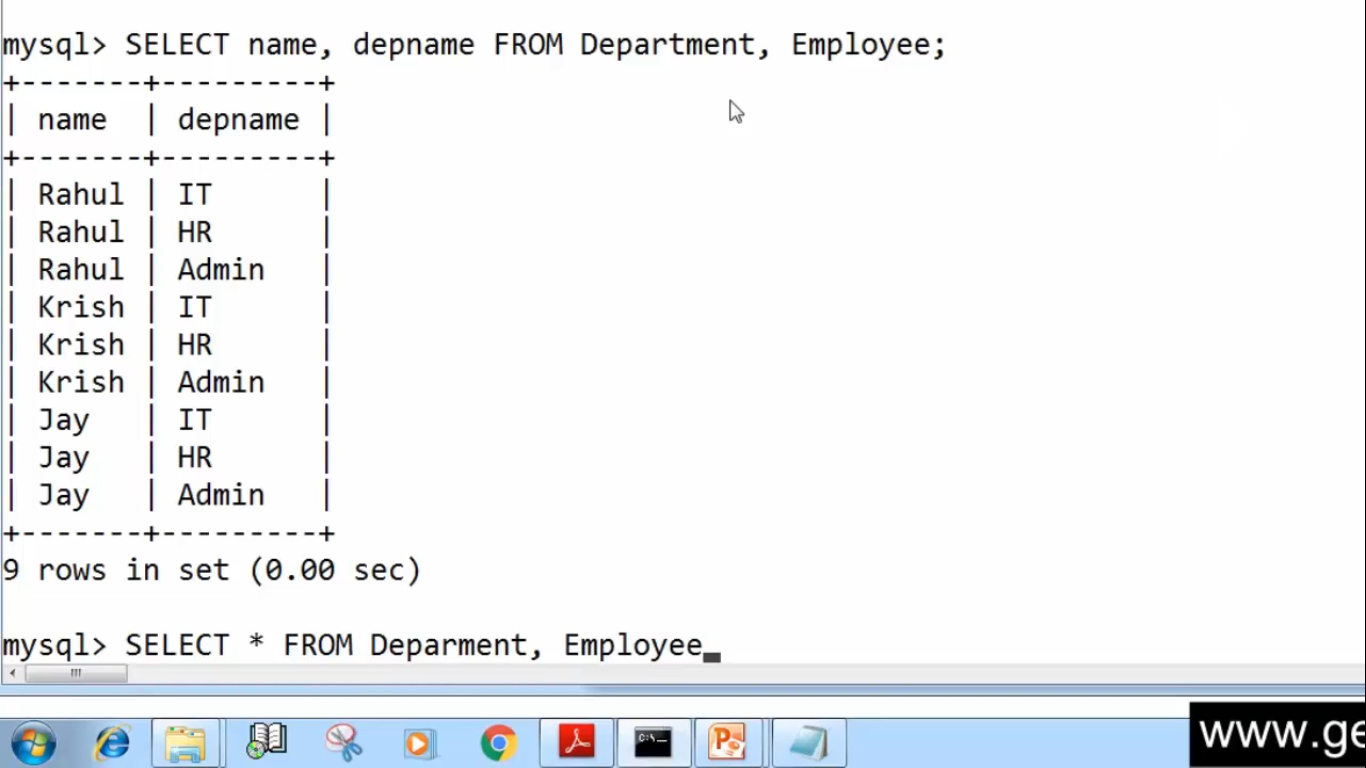 mysql> SELECT name, depname FROM Department, Employee;
+-------+---------+
| name  | depname |
+-------+---------+
| Rahul | IT      |
| Rahul | HR      |
| Rahul | Admin   |
| Krish | IT      |
| Krish | HR      |
| Krish | Admin   |
| Jay   | IT      |
| Jay   | HR      |
| Jay   | Admin   |
+-------+---------+
9 rows in set (0.00 sec)
mysql> SELECT * FROM Deparment, Employee_
C:\
www.ge